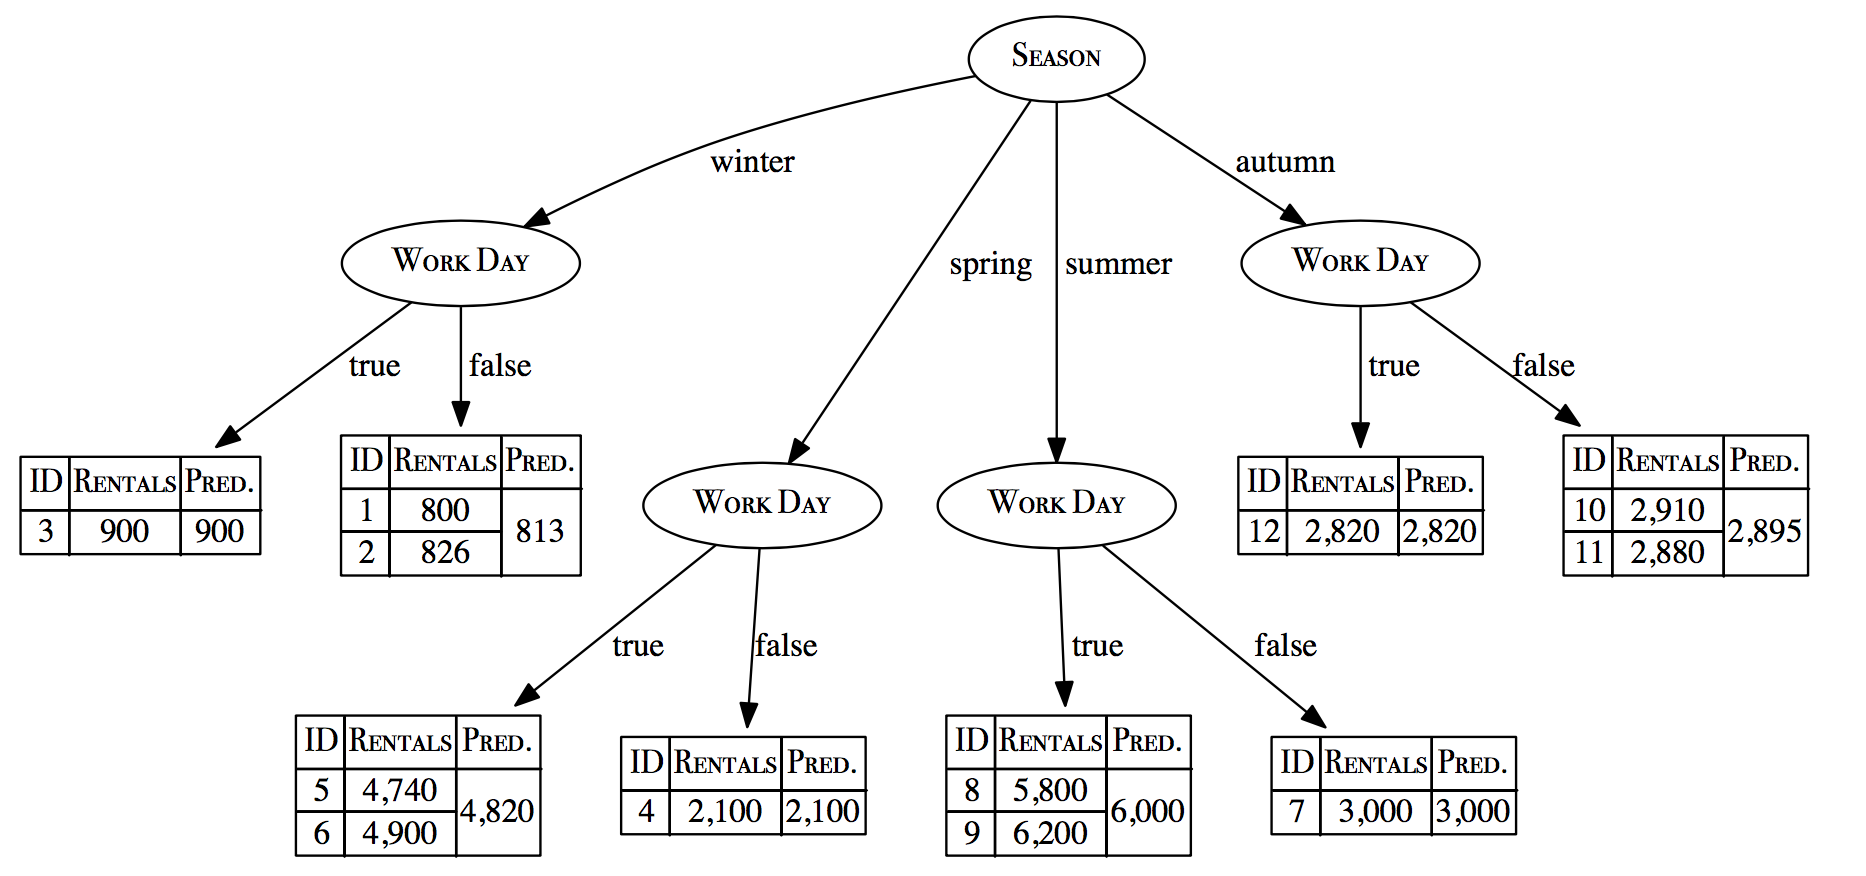 Season
winter
autumn
Work Day
spring
summer
Work Day
true
false
true
false
ID Rentals Pred.
3 900 900
ID Rentals Pred.
1 800 813
2 826
Work Day
Work Day
ID Rentals Pred.
12 2,820 2,820
ID Rentals Pred.
10 2,910 2,895
11 2,880
true
false
true
false
ID Rentals Pred.
5 4,740 4,820
6 4,900
ID Rentals Pred.
4 2,100 2,100
ID Rentals Pred.
8 5,800 6,000
9 6,200
ID Rentals Pred.
7 3,000 3,000